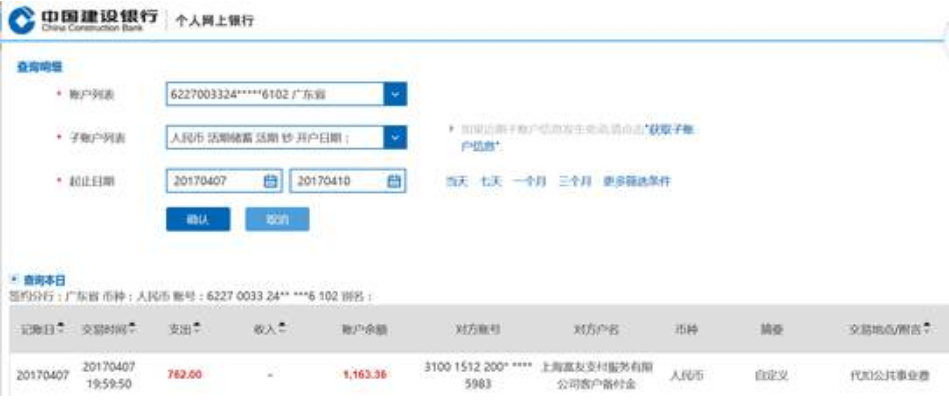 中国建设银行
China Construction Bank
个人网上银行
查询明细
* 账户列表 6227003324*****6102 广东省
* 子账户列表 人民币 活期储蓄 活期 钞 开户日期：
如果近期子账户信息发生变动,请点击"获取子账
户信息"
* 起止日期 20170407 20170410 当天 七天 一个月 三个月 更多筛选条件
确认 取消
查询本日
签约分行：广东省 币种：人民币 账号：6227 0033 24** ***6 102 别名：
记账日 交易时间 支出 收入 账户余额 对方账号 对方户名 币种 摘要 交易地点/附言
20170407 20170407 19:59:50 762.00 - 1,163.36 3100 1512 200* **** 5983 上海富友支付服务有限公司客户备付金 人民币 自定义 代扣公共事业费